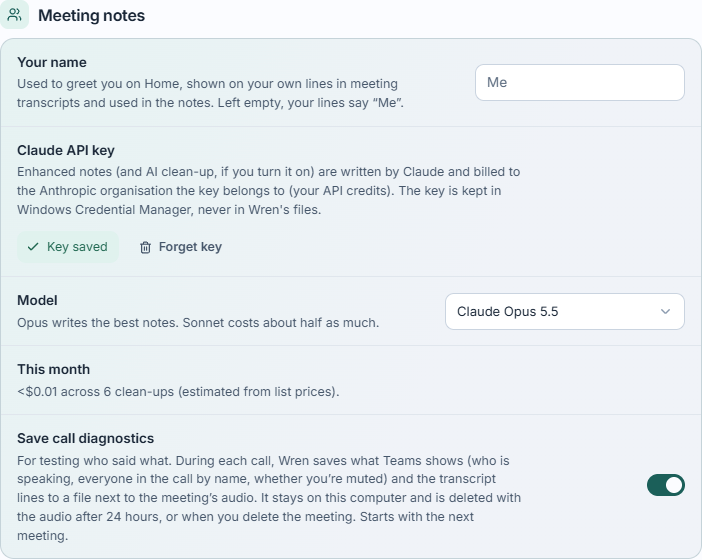 Meeting notes
Your name
Used to greet you on Home, shown on your own lines in meeting
transcripts and used in the notes. Left empty, your lines say “Me”.
Me
Claude API key
Enhanced notes (and AI clean-up, if you turn it on) are written by Claude and billed to
the Anthropic organisation the key belongs to (your API credits). The key is kept in
Windows Credential Manager, never in Wren's files.
Key saved
Forget key
Model
Opus writes the best notes. Sonnet costs about half as much.
Claude Opus 5.5
This month
<$0.01 across 6 clean-ups (estimated from list prices).
Save call diagnostics
For testing who said what. During each call, Wren saves what Teams shows (who is
speaking, everyone in the call by name, whether you’re muted) and the transcript
lines to a file next to the meeting’s audio. It stays on this computer and is deleted with
the audio after 24 hours, or when you delete the meeting. Starts with the next
meeting.